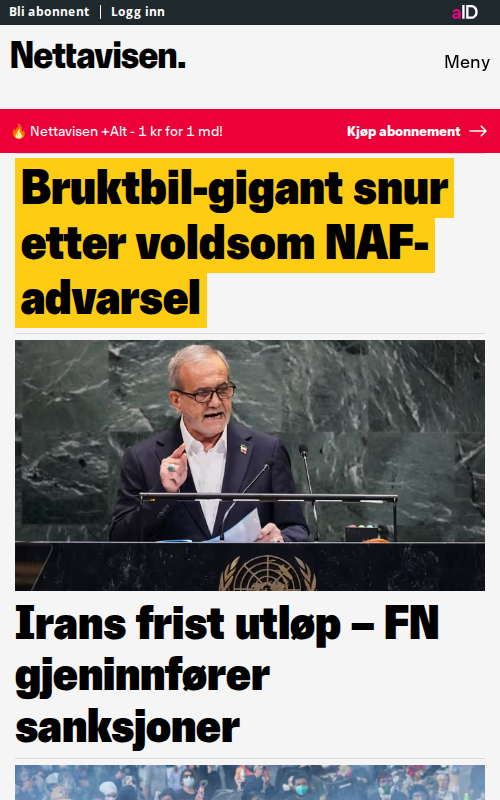 Bli abonnent | Logg inn
aID
Nettavisen.
Meny
🔥 Nettavisen +Alt - 1 kr for 1 md!
Kjøp abonnement →
Bruktbil-gigant snur
etter voldsom NAF-
advarsel
Irans frist utløp – FN
gjeninnfører
sanksjoner